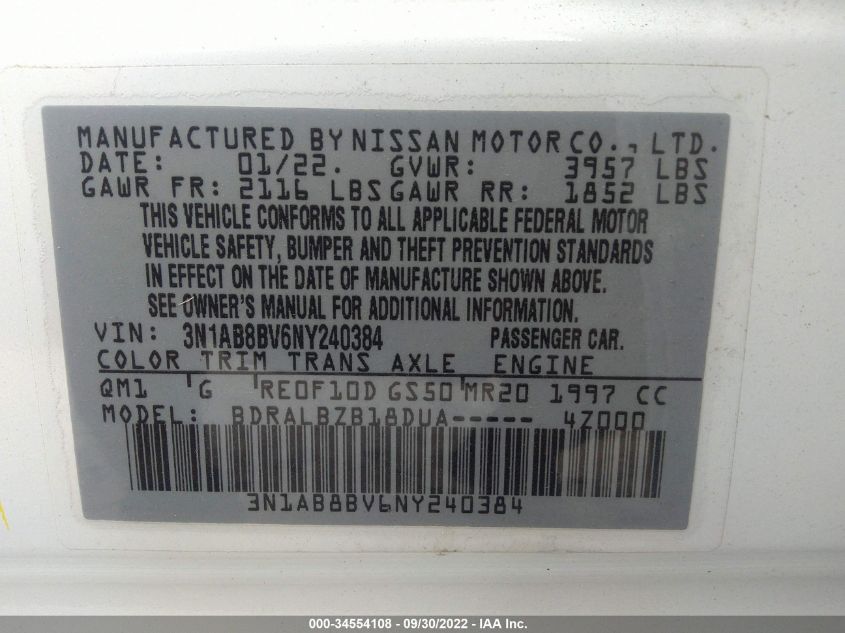 MANUFACTURED BY NISSAN MOTOR CO., LTD.
DATE: 01/22. GVWR: 3957 LBS
GAWR FR: 2116 LBS GAWR RR: 1852 LBS
THIS VEHICLE CONFORMS TO ALL APPLICABLE FEDERAL MOTOR
VEHICLE SAFETY, BUMPER AND THEFT PREVENTION STANDARDS
IN EFFECT ON THE DATE OF MANUFACTURE SHOWN ABOVE.
SEE OWNER'S MANUAL FOR ADDITIONAL INFORMATION.
VIN: 3N1AB8BV6NY240384 PASSENGER CAR.
COLOR TRIM TRANS AXLE ENGINE
QM1 G RE0F10D GS50 MR20 1997 CC
MODEL: BDRALBZB18DUA----- 4Z000
3N1AB8BV6NY240384
000-34554108 - 09/30/2022 - IAA Inc.